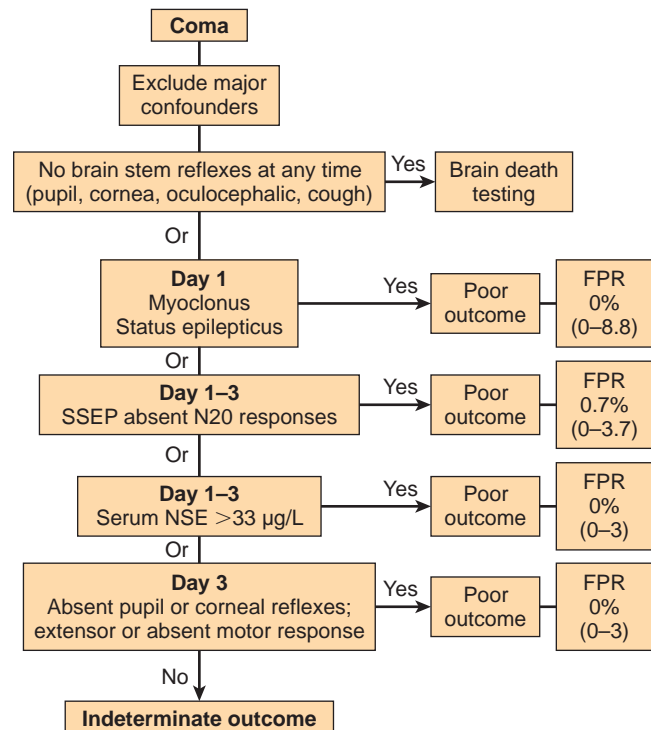 Coma
Exclude major
confounders
No brain stem reflexes at any time
(pupil, cornea, oculocephalic, cough)
Yes
Brain death
testing
Or
Day 1
Myoclonus
Status epilepticus
Yes
Poor
outcome
FPR
0%
(0–8.8)
Or
Day 1–3
SSEP absent N20 responses
Yes
Poor
outcome
FPR
0.7%
(0–3.7)
Or
Day 1–3
Serum NSE >33 μg/L
Yes
Poor
outcome
FPR
0%
(0–3)
Or
Day 3
Absent pupil or corneal reflexes;
extensor or absent motor response
Yes
Poor
outcome
FPR
0%
(0–3)
No
Indeterminate outcome